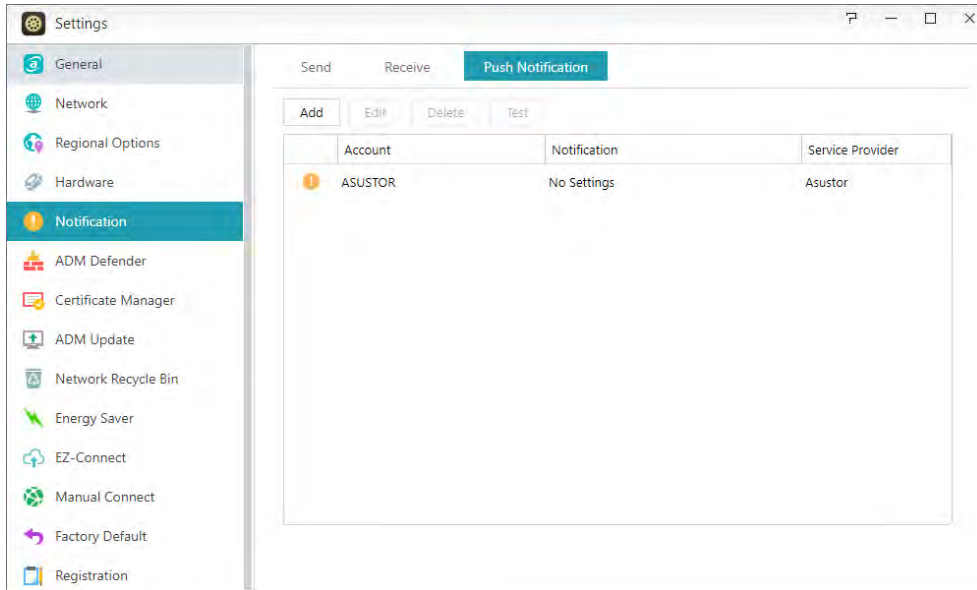 Settings
General
Network
Regional Options
Hardware
Notification
ADM Defender
Certificate Manager
ADM Update
Network Recycle Bin
Energy Saver
EZ-Connect
Manual Connect
Factory Default
Registration
Send Receive Push Notification
Add Edit Delete Test
Account Notification Service Provider
ASUSTOR No Settings Asustor